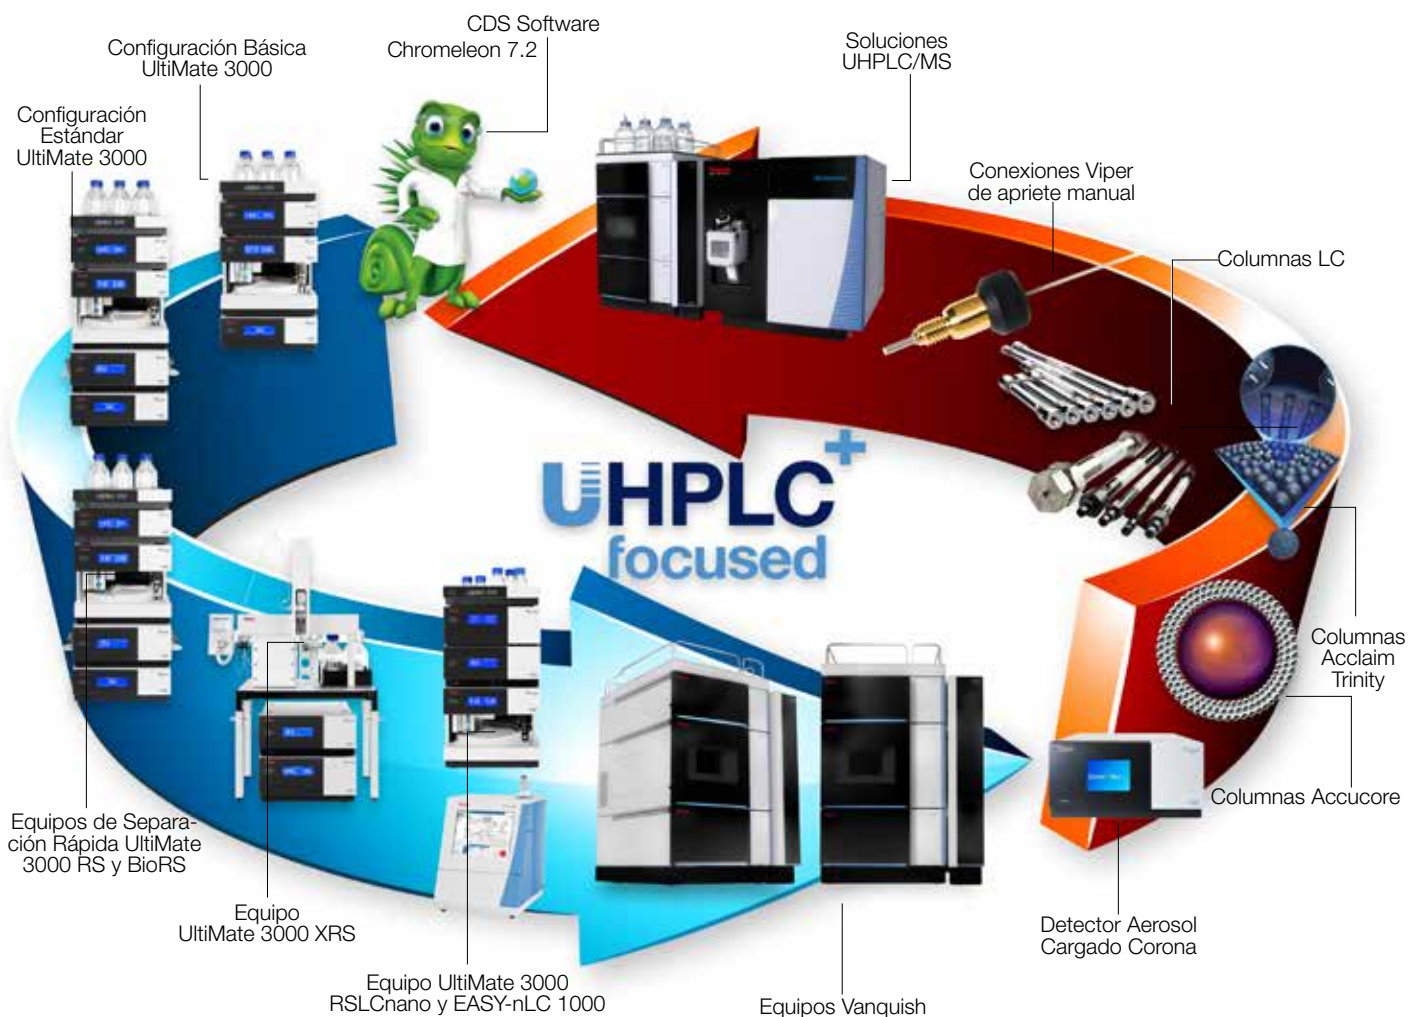 CDS Software
Chromeleon 7.2
Configuración Básica
UltiMate 3000
Soluciones
UHPLC/MS
Configuración
Estándar
UltiMate 3000
Conexiones Viper
de apriete manual
Columnas LC
UHPLC+
focused
Columnas
Acclaim
Trinity
Columnas Accucore
Equipos de Separa-
ción Rápida UltiMate
3000 RS y BioRS
Equipo
UltiMate 3000 XRS
Detector Aerosol
Cargado Corona
Equipo UltiMate 3000
RSLCnano y EASY-nLC 1000
Equipos Vanquish